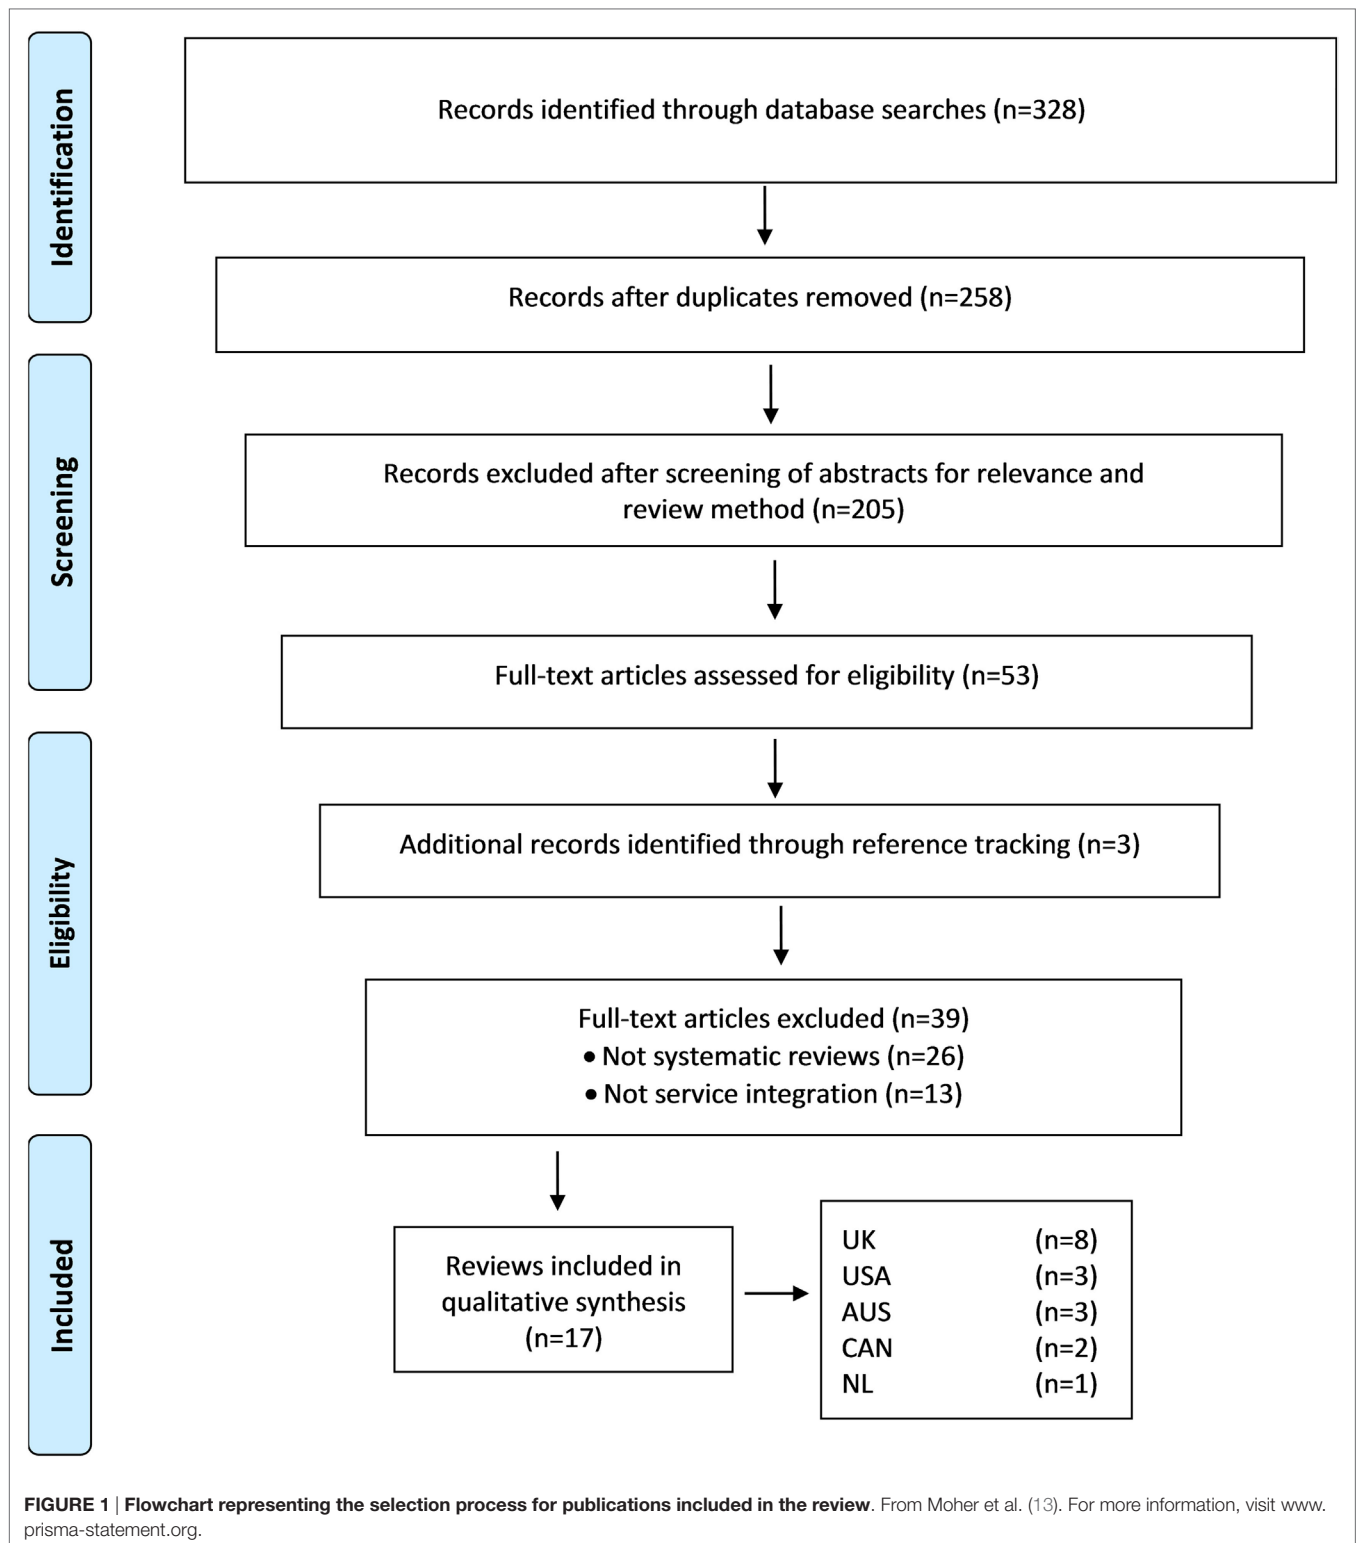 Identification
Records identified through database searches (n=328)
Records after duplicates removed (n=258)
Screening
Records excluded after screening of abstracts for relevance and
review method (n=205)
Full-text articles assessed for eligibility (n=53)
Eligibility
Additional records identified through reference tracking (n=3)
Full-text articles excluded (n=39)
• Not systematic reviews (n=26)
• Not service integration (n=13)
Included
Reviews included in
qualitative synthesis
(n=17)
UK (n=8)
USA (n=3)
AUS (n=3)
CAN (n=2)
NL (n=1)
FIGURE 1 | Flowchart representing the selection process for publications included in the review. From Moher et al. (13). For more information, visit www.
prisma-statement.org.